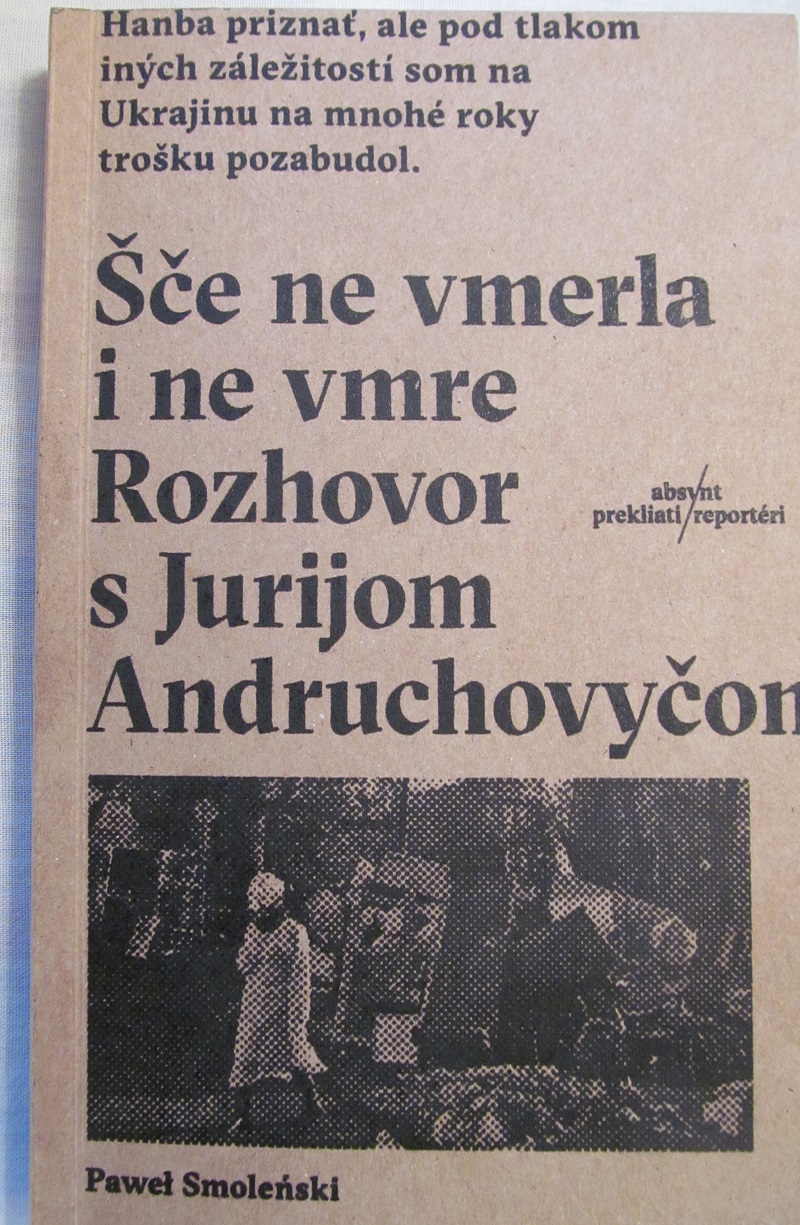 Hanba priznať, ale pod tlakom
iných záležitostí som na
Ukrajinu na mnohé roky
trošku pozabudol.
Šče ne vmerla
i ne vmre
Rozhovor
s Jurijom
Andruchovyčom
absynt
prekliati/reportéri
Paweł Smoleński